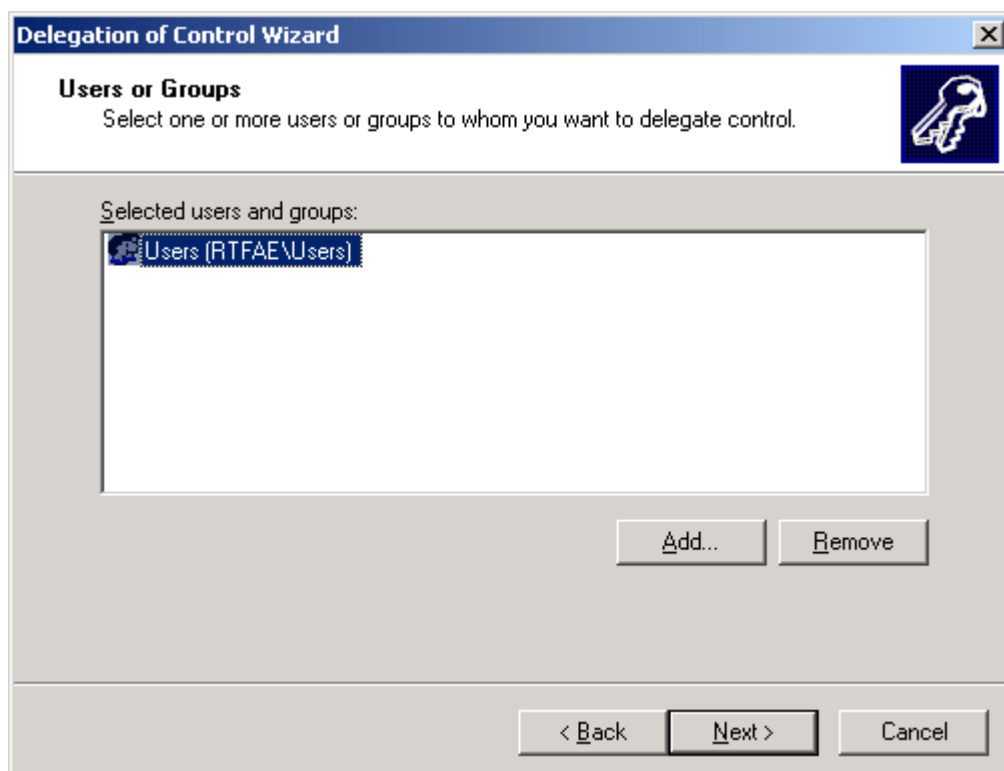 Delegation of Control Wizard
Users or Groups
Select one or more users or groups to whom you want to delegate control.
Selected users and groups:
Users (RTFAE\Users)
Add... Remove
< Back Next > Cancel